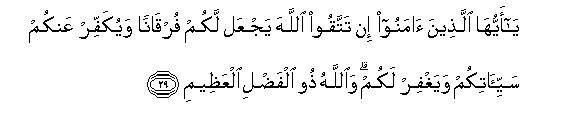 يَـٰٓأَيُّهَا ٱلَّذِينَ ءَامَنُوٓا۟ إِن تَتَّقُوا۟ ٱللَّهَ يَجْعَل لَّكُمْ فُرْقَانًا وَيُكَفِّرْ عَنكُمْ
سَيِّـَٔاتِكُمْ وَيَغْفِرْ لَكُمْ ۗ وَٱللَّهُ ذُو ٱلْفَضْلِ ٱلْعَظِيمِ ٢٩